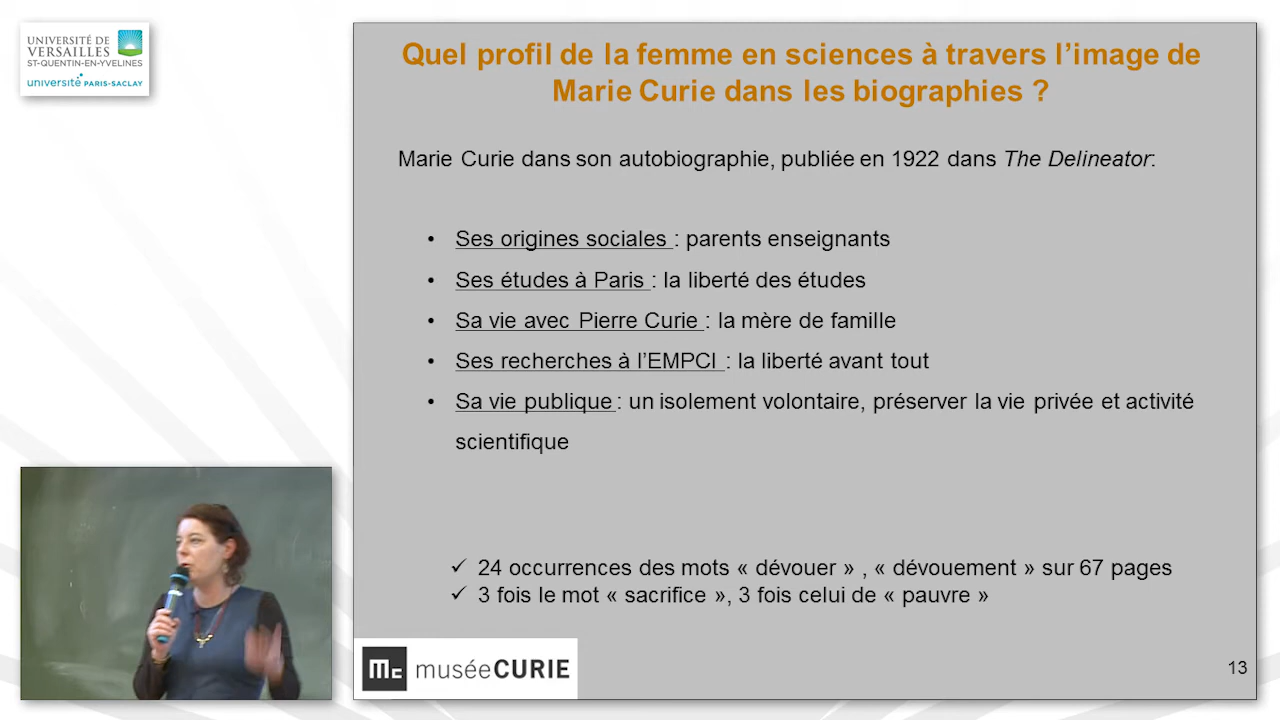 UNIVERSITÉ DE
VERSAILLES
ST-QUENTIN-EN-YVELINES
université PARIS-SACLAY
Quel profil de la femme en sciences à travers l’image de
Marie Curie dans les biographies ?
Marie Curie dans son autobiographie, publiée en 1922 dans The Delineator:
• Ses origines sociales : parents enseignants
• Ses études à Paris : la liberté des études
• Sa vie avec Pierre Curie : la mère de famille
• Ses recherches à l’EMPCI : la liberté avant tout
• Sa vie publique : un isolement volontaire, préserver la vie privée et activité
scientifique
✓ 24 occurrences des mots « dévouer » , « dévouement » sur 67 pages
✓ 3 fois le mot « sacrifice », 3 fois celui de « pauvre »
Mc muséeCURIE
13